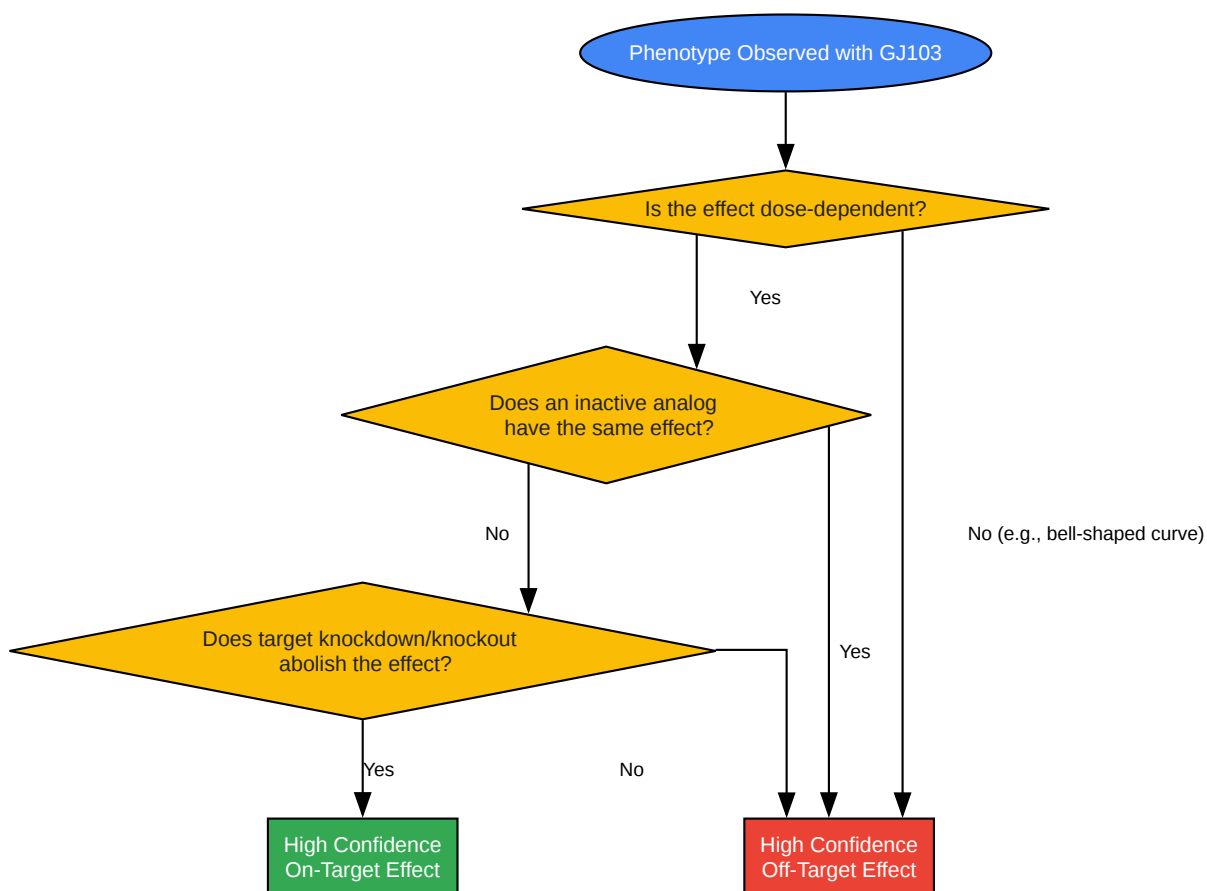 Phenotype Observed with GJ103
Is the effect dose-dependent?
Yes
Does an inactive analog
have the same effect?
No
No (e.g., bell-shaped curve)
Does target knockdown/knockout
abolish the effect?
Yes
Yes
No
High Confidence
On-Target Effect
High Confidence
Off-Target Effect